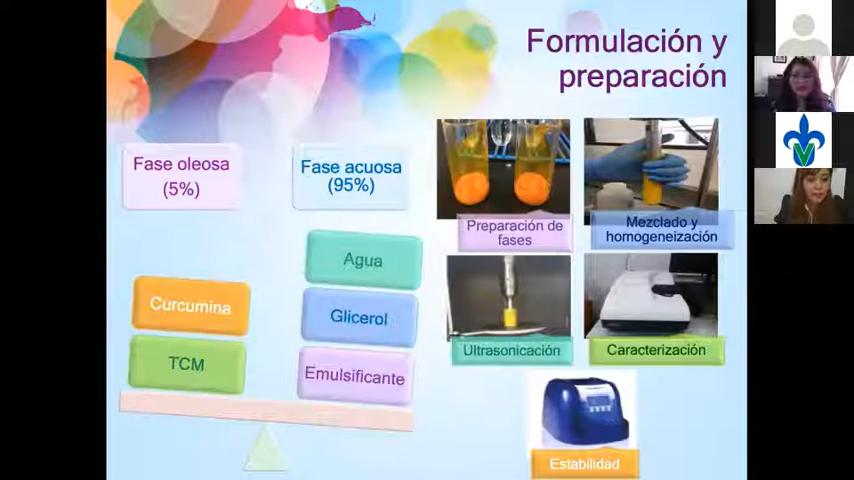 Formulación y
preparación
Fase oleosa
(5%)
Fase acuosa
(95%)
Agua
Glicerol
Emulsificante
Curcumina
TCM
Preparación de
fases
Mezclado y
homogeneización
Ultrasonicación
Caracterización
Estabilidad